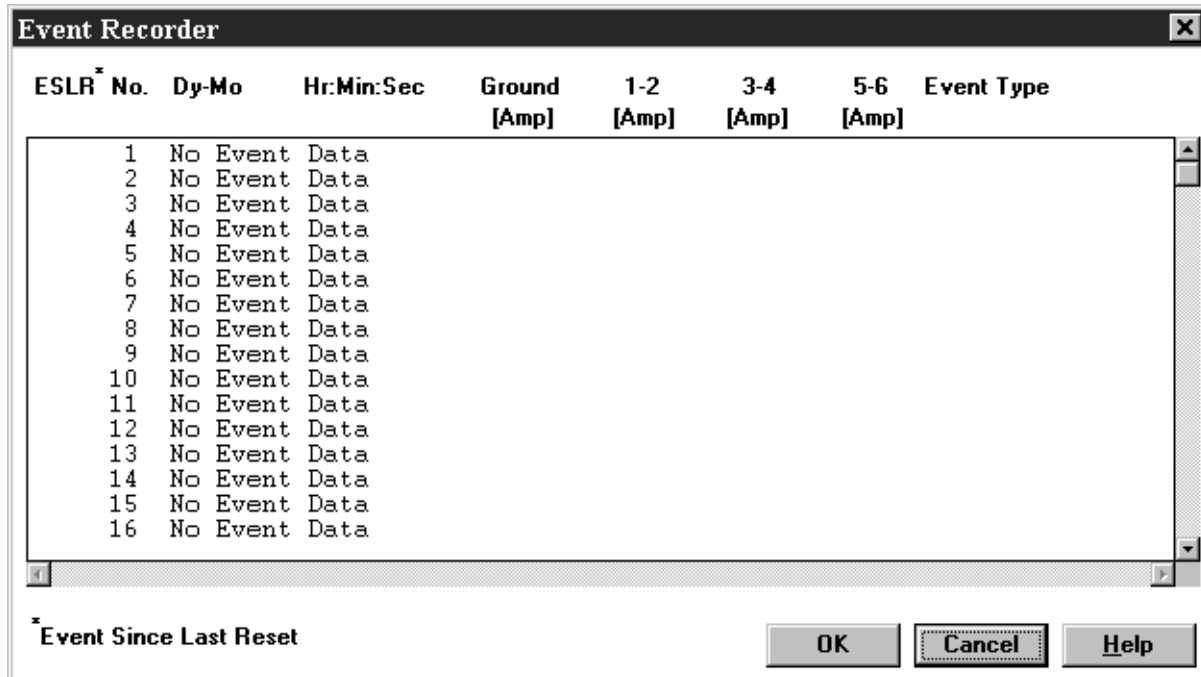 Event Recorder
ESLR* No. Dy-Mo Hr:Min:Sec Ground 1-2 3-4 5-6 Event Type
[Amp] [Amp] [Amp] [Amp]
1 No Event Data
2 No Event Data
3 No Event Data
4 No Event Data
5 No Event Data
6 No Event Data
7 No Event Data
8 No Event Data
9 No Event Data
10 No Event Data
11 No Event Data
12 No Event Data
13 No Event Data
14 No Event Data
15 No Event Data
16 No Event Data
*Event Since Last Reset
OK Cancel Help